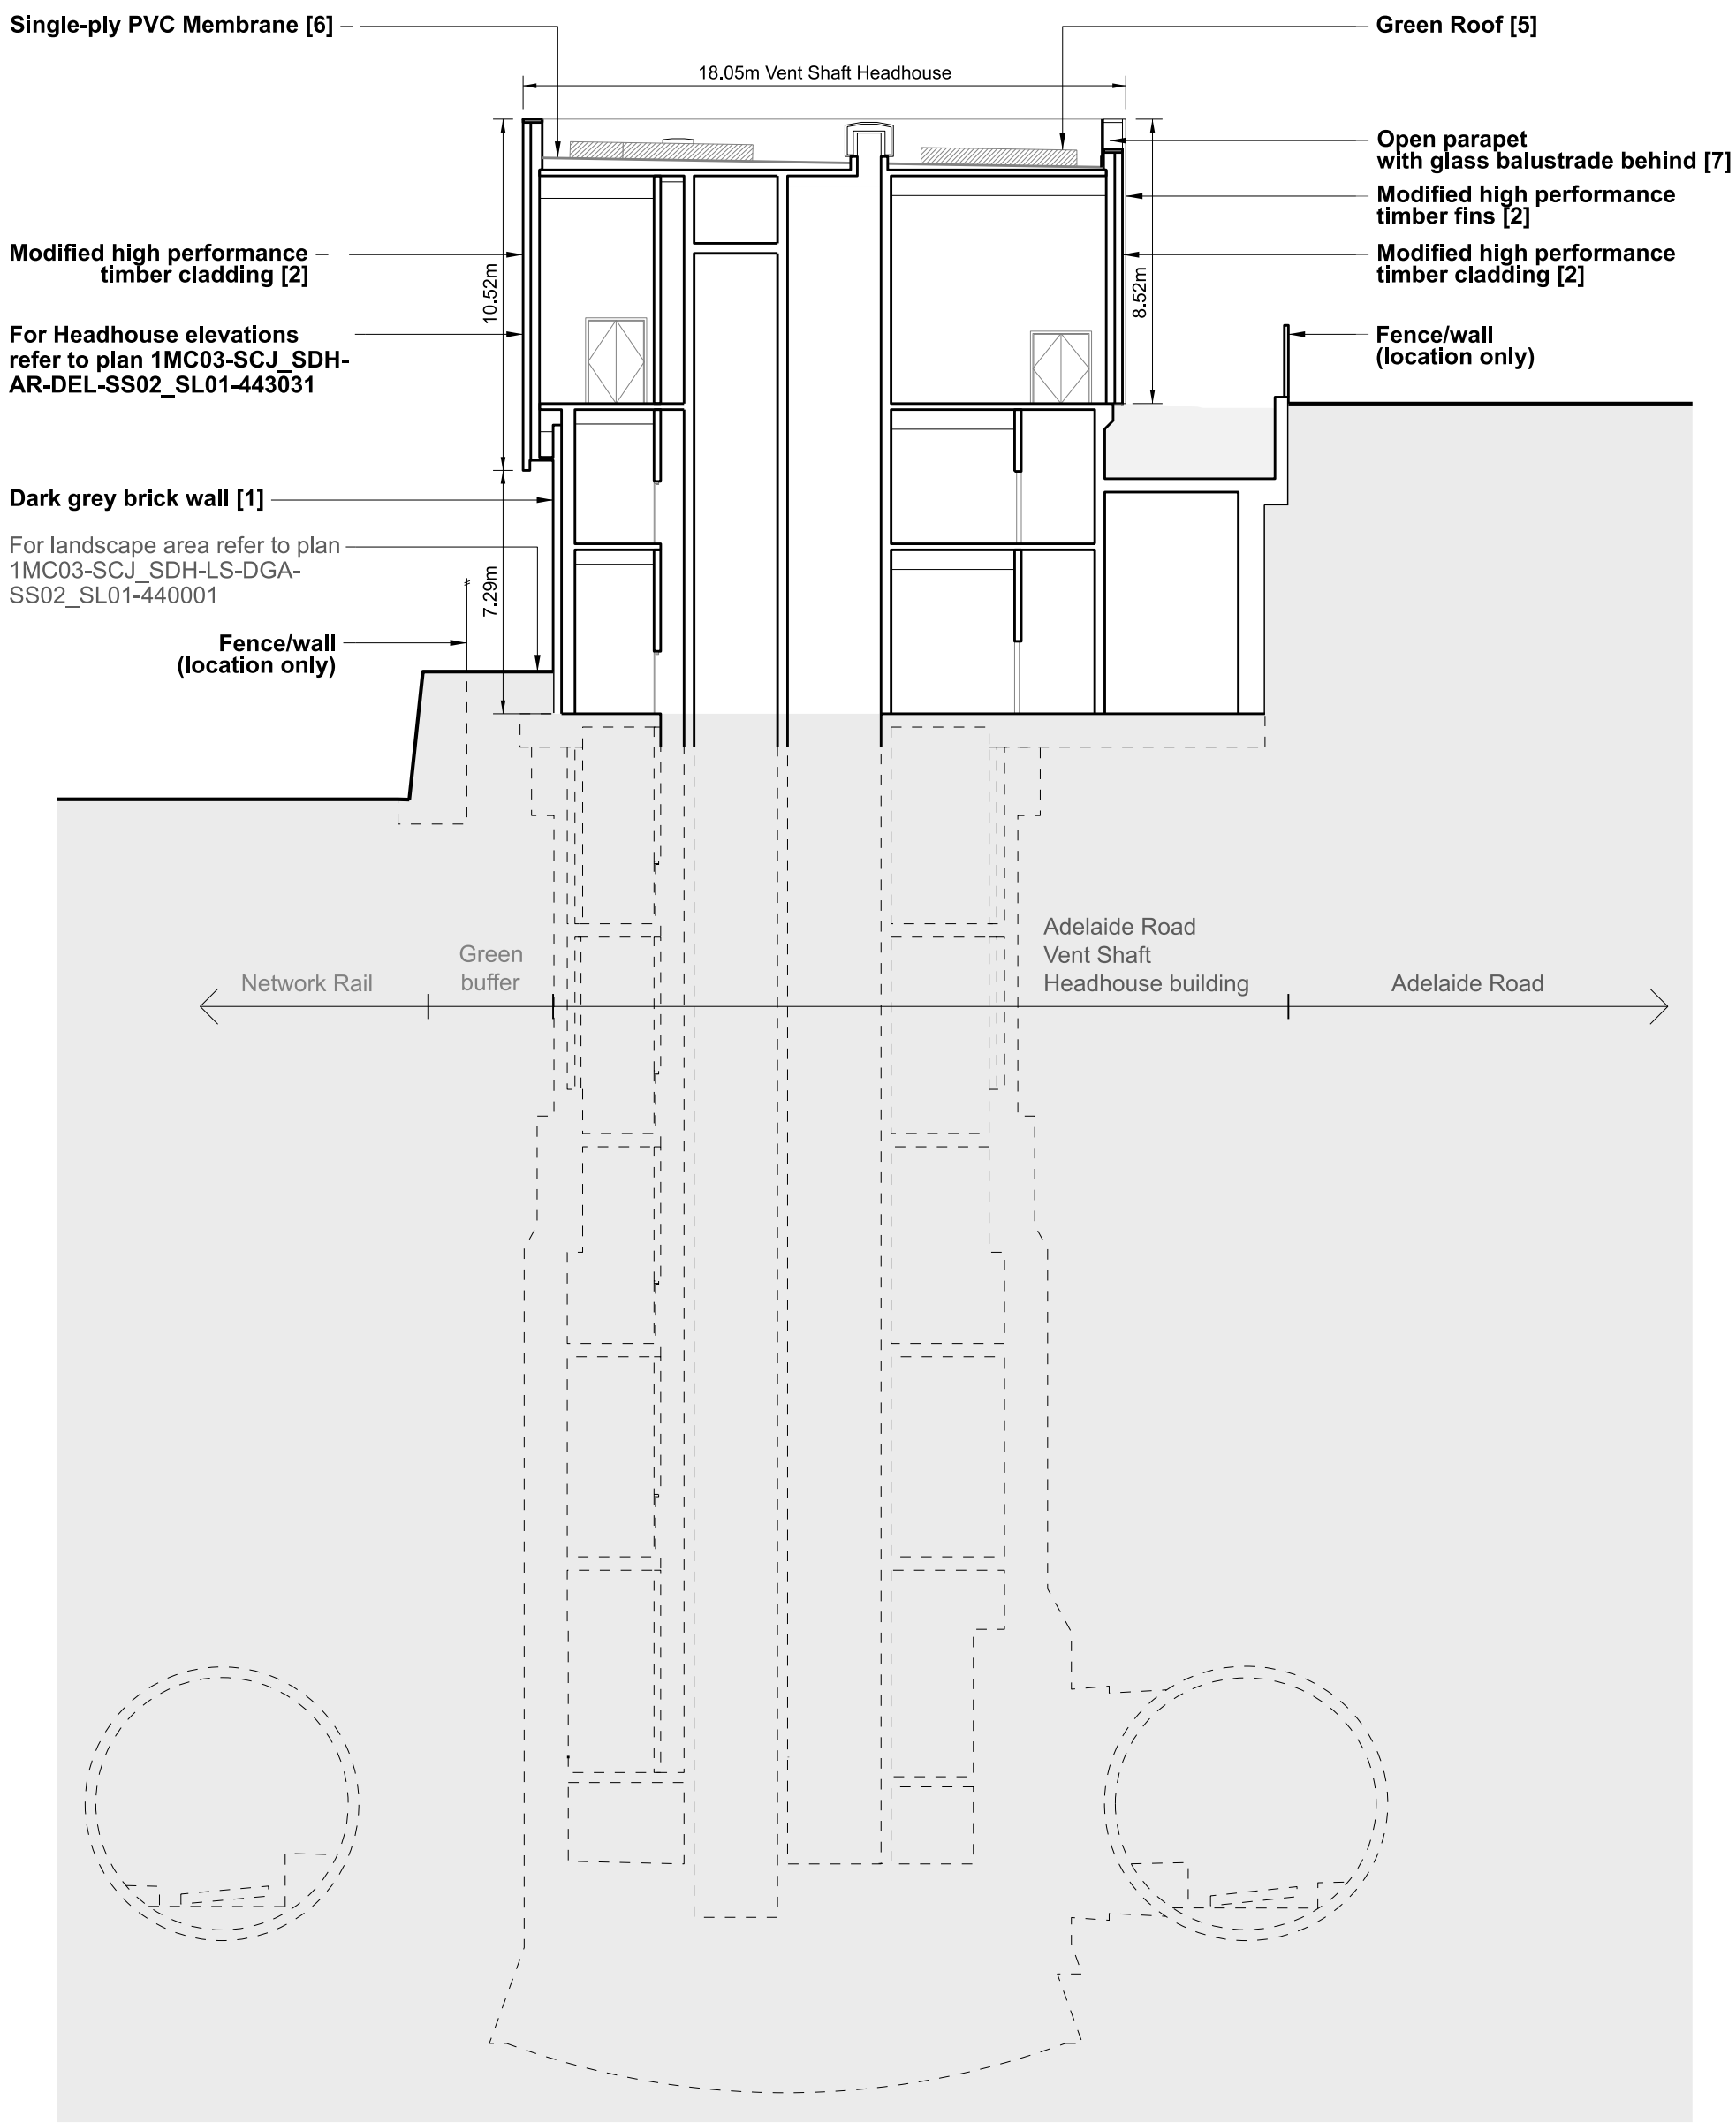 Single-ply PVC Membrane [6]
Green Roof [5]
18.05m Vent Shaft Headhouse
Open parapet
with glass balustrade behind [7]
Modified high performance
timber fins [2]
Modified high performance
timber cladding [2]
Modified high performance
timber cladding [2]
10.52m
8.52m
For Headhouse elevations
refer to plan 1MC03-SCJ_SDH-
AR-DEL-SS02_SL01-443031
Fence/wall
(location only)
Dark grey brick wall [1]
For landscape area refer to plan
1MC03-SCJ_SDH-LS-DGA-
SS02_SL01-440001
7.29m
Fence/wall
(location only)
Network Rail
Green
buffer
Adelaide Road
Vent Shaft
Headhouse building
Adelaide Road